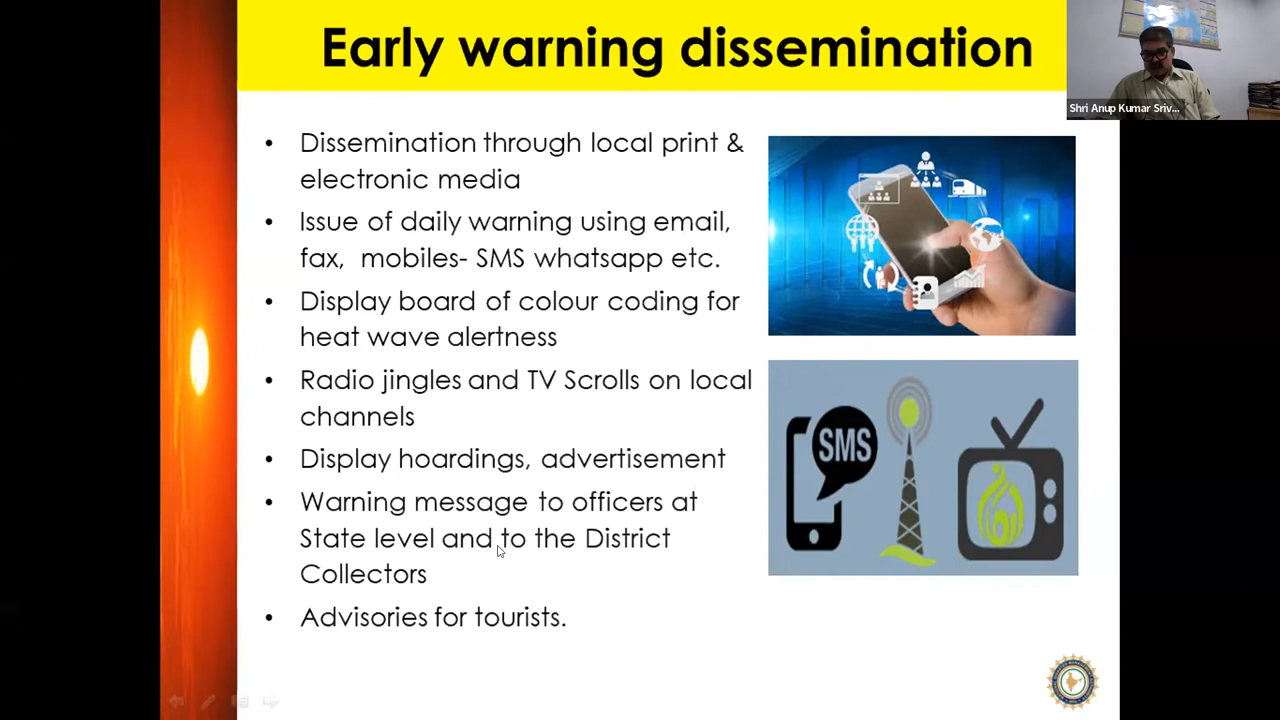 Early warning dissemination
Shri Anup Kumar Sriv...
• Dissemination through local print &
electronic media
• Issue of daily warning using email,
fax, mobiles- SMS whatsapp etc.
• Display board of colour coding for
heat wave alertness
• Radio jingles and TV Scrolls on local
channels
• Display hoardings, advertisement
• Warning message to officers at
State level and to the District
Collectors
• Advisories for tourists.
SMS